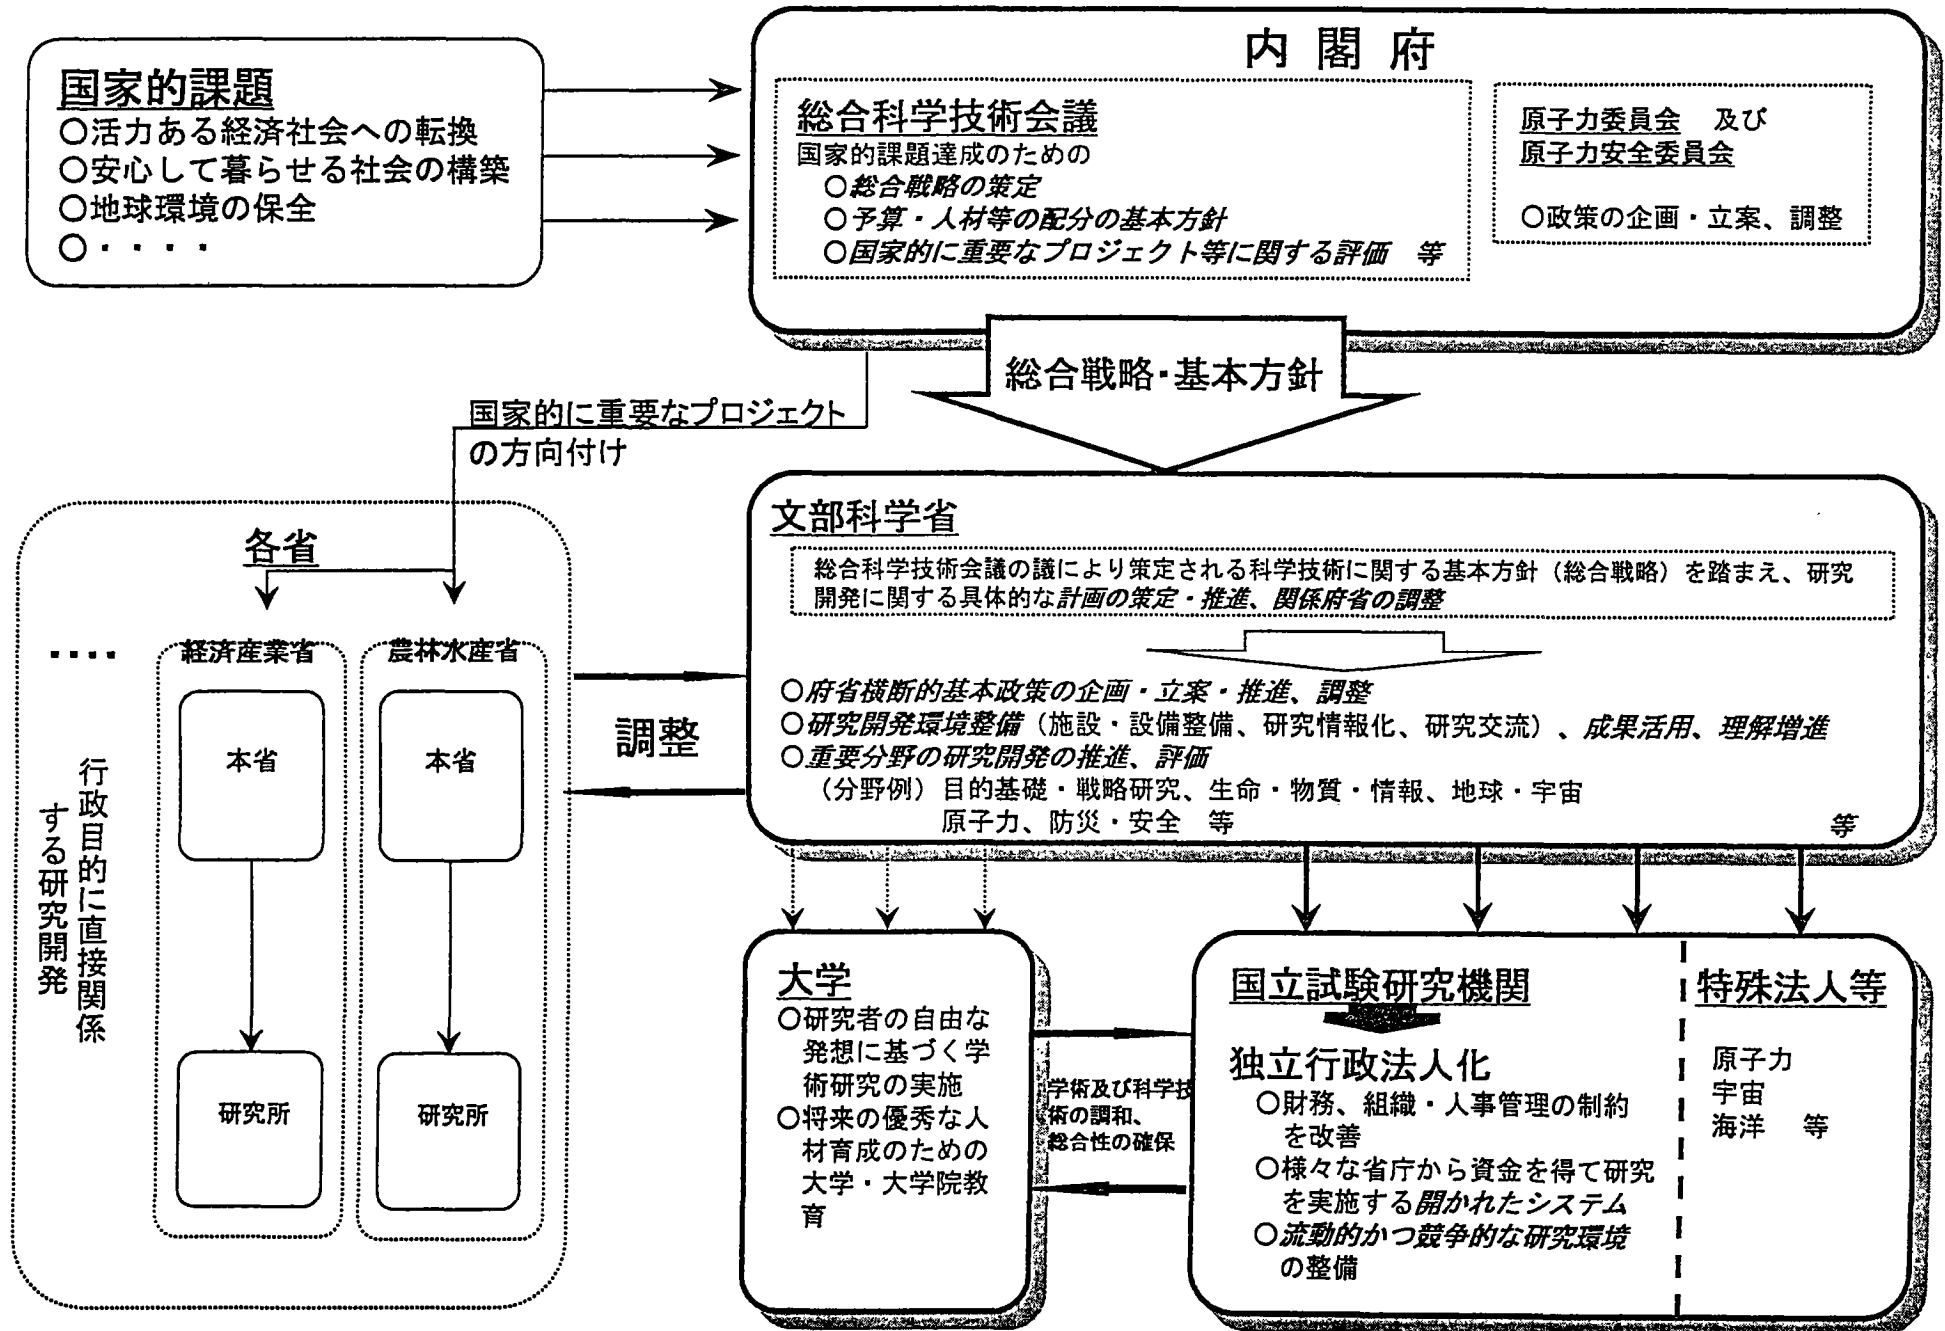 国家的課題
○活力ある経済社会への転換
○安心して暮らせる社会の構築
○地球環境の保全
○・・・・
内閣府
総合科学技術会議
国家的課題達成のための
○総合戦略の策定
○予算・人材等の配分の基本方針
○国家的に重要なプロジェクト等に関する評価 等
原子力委員会 及び
原子力安全委員会
○政策の企画・立案、調整
総合戦略・基本方針
国家的に重要なプロジェクト
の方向付け
各省
・・・・
経済産業省
農林水産省
本省
本省
研究所
研究所
行政目的に直接関係
する研究開発
調整
文部科学省
総合科学技術会議の議により策定される科学技術に関する基本方針（総合戦略）を踏まえ、研究
開発に関する具体的な計画の策定・推進、関係府省の調整
○府省横断的基本政策の企画・立案・推進、調整
○研究開発環境整備（施設・設備整備、研究情報化、研究交流）、成果活用、理解増進
○重要分野の研究開発の推進、評価
（分野例）目的基礎・戦略研究、生命・物質・情報、地球・宇宙
原子力、防災・安全 等
等
大学
○研究者の自由な
発想に基づく学
術研究の実施
○将来の優秀な人
材育成のための
大学・大学院教
育
学術及び科学技
術の調和、
総合性の確保
国立試験研究機関
独立行政法人化
○財務、組織・人事管理の制約
を改善
○様々な省庁から資金を得て研究
を実施する開かれたシステム
○流動的かつ競争的な研究環境
の整備
特殊法人等
原子力
宇宙
海洋 等